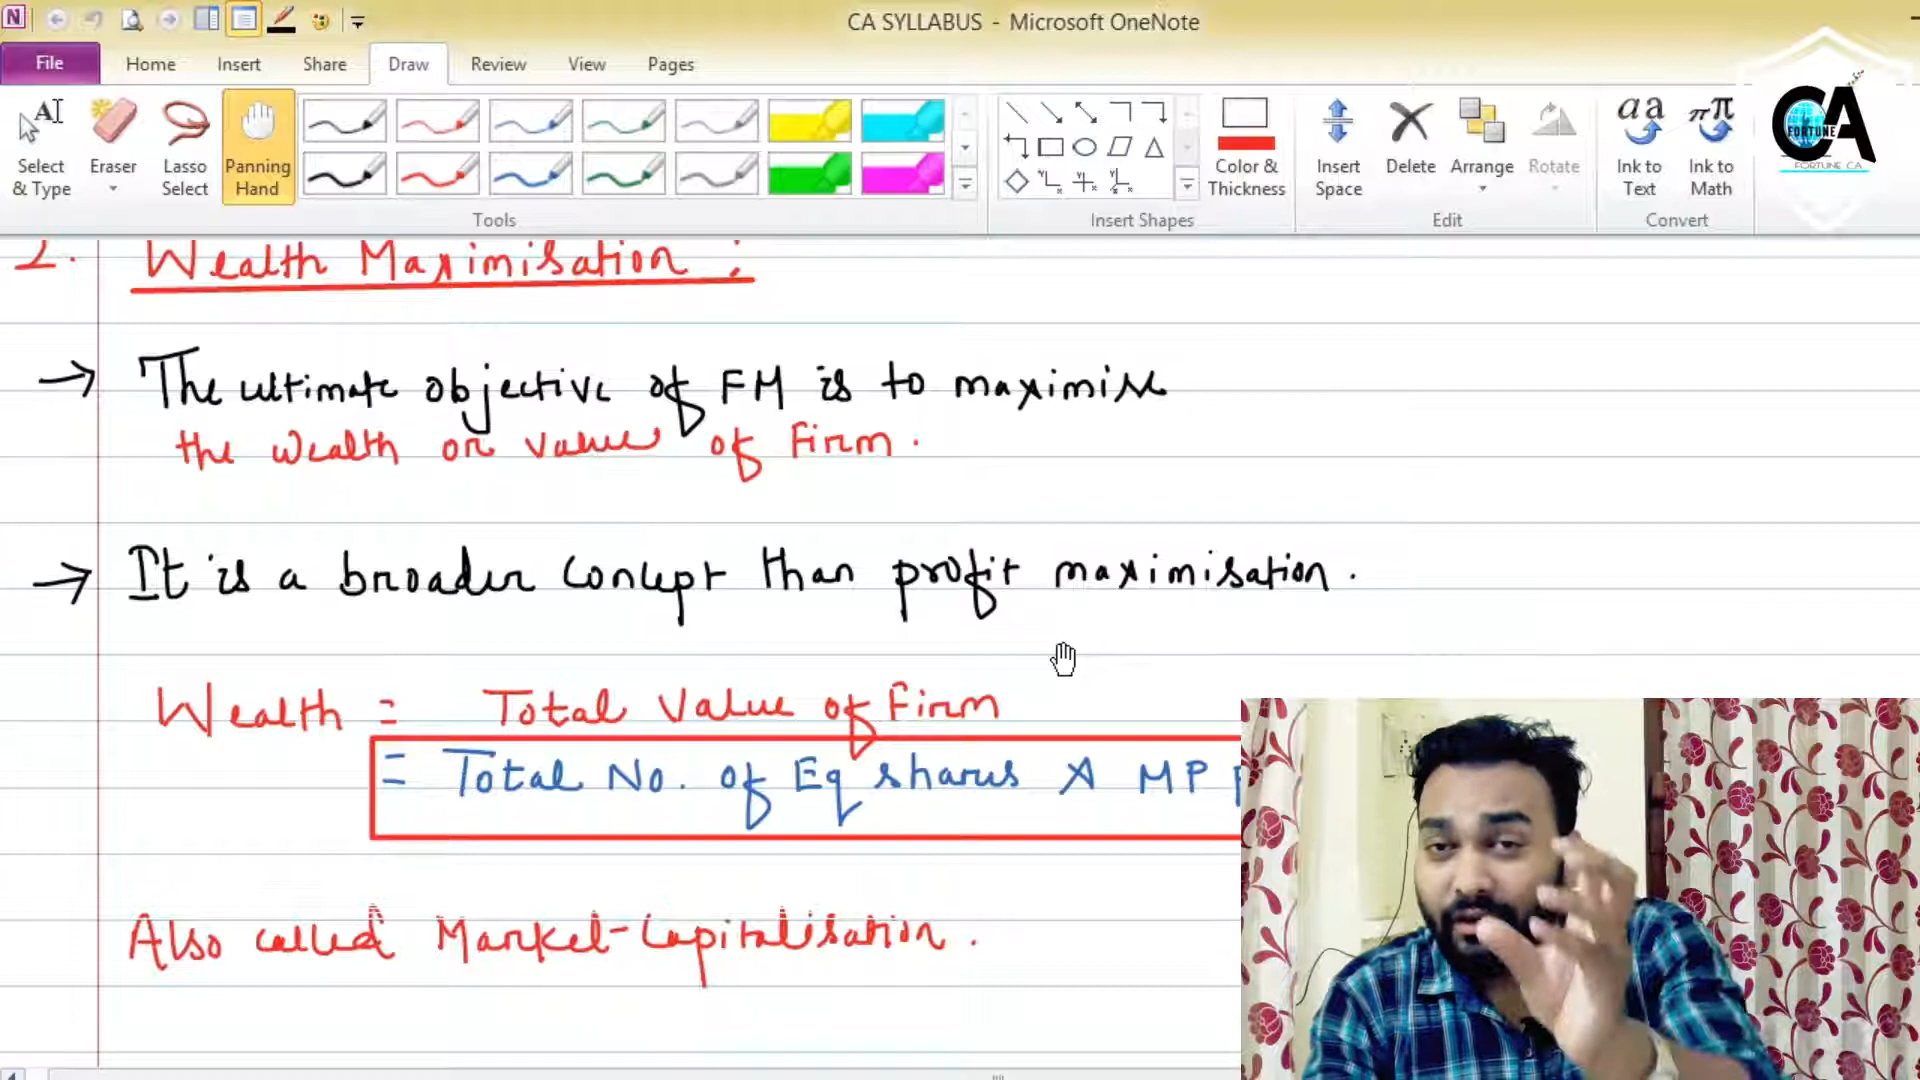 CA SYLLABUS - Microsoft OneNote
File Home Insert Share Draw Review View Pages
Select & Type
Eraser
Lasso Select
Panning Hand
Color & Thickness
Insert Space
Delete
Arrange
Rotate
Ink to Text
Ink to Math
Tools
Insert Shapes
Edit
Convert
CA
FORTUNE
FORTUNE CA
2. Wealth Maximisation :
→ The ultimate objective of FM is to maximise
the wealth or value of Firm.
→ It is a broader concept than profit maximisation.
Wealth = Total Value of Firm
= Total No. of Eq shares X MP
Also called Market-Capitalisation.